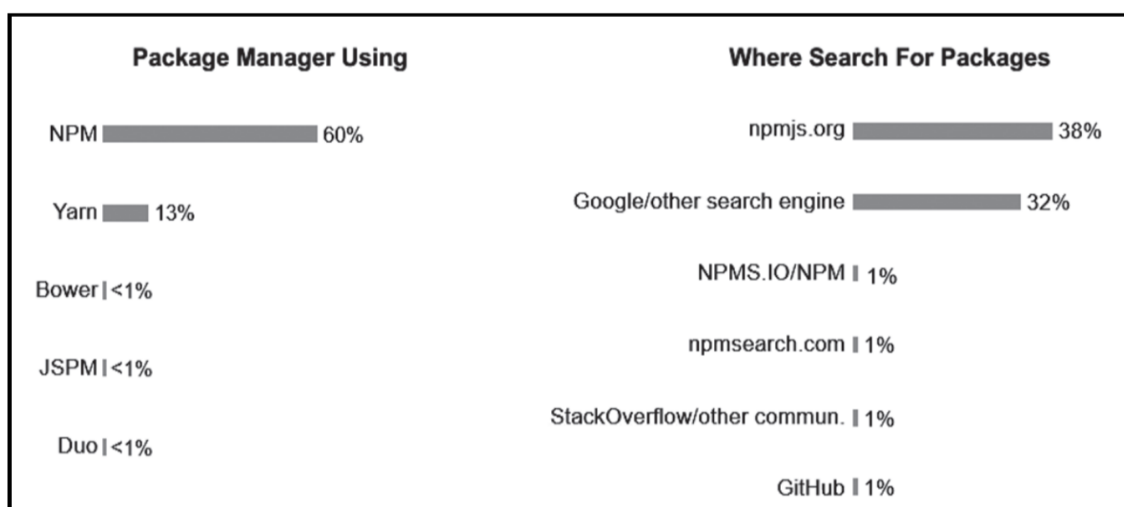 Package Manager Using
NPM 60%
Yarn 13%
Bower <1%
JSPM <1%
Duo <1%
Where Search For Packages
npmjs.org 38%
Google/other search engine 32%
NPMS.IO/NPM 1%
npmsearch.com 1%
StackOverflow/other commun. 1%
GitHub 1%